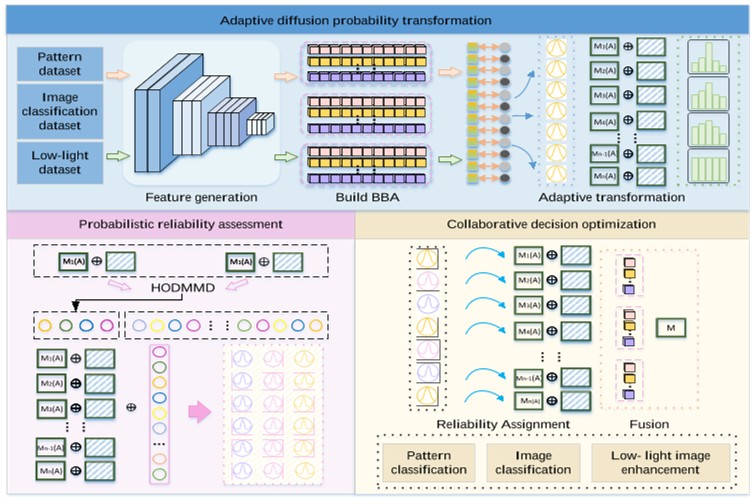 Adaptive diffusion probability transformation
Pattern
dataset
Image
classification
dataset
Low-light
dataset
Feature generation
Build BBA
Adaptive transformation
M₁(A) ⊕
M₂(A) ⊕
M₃(A) ⊕
M₄(A) ⊕
Mn-1(A) ⊕
Mn(A) ⊕
Probabilistic reliability assessment
M₁(A) ⊕
M₂(A) ⊕
HODMMD
M₁(A) ⊕
M₂(A) ⊕
M₃(A) ⊕
Mn-1(A) ⊕
Mn(A) ⊕
Collaborative decision optimization
M₁(A) ⊕
M₂(A) ⊕
M₃(A) ⊕
M₄(A) ⊕
Mn-1(A) ⊕
Mn(A) ⊕
M
Reliability Assignment
Fusion
Pattern
classification
Image
classification
Low- light image
enhancement